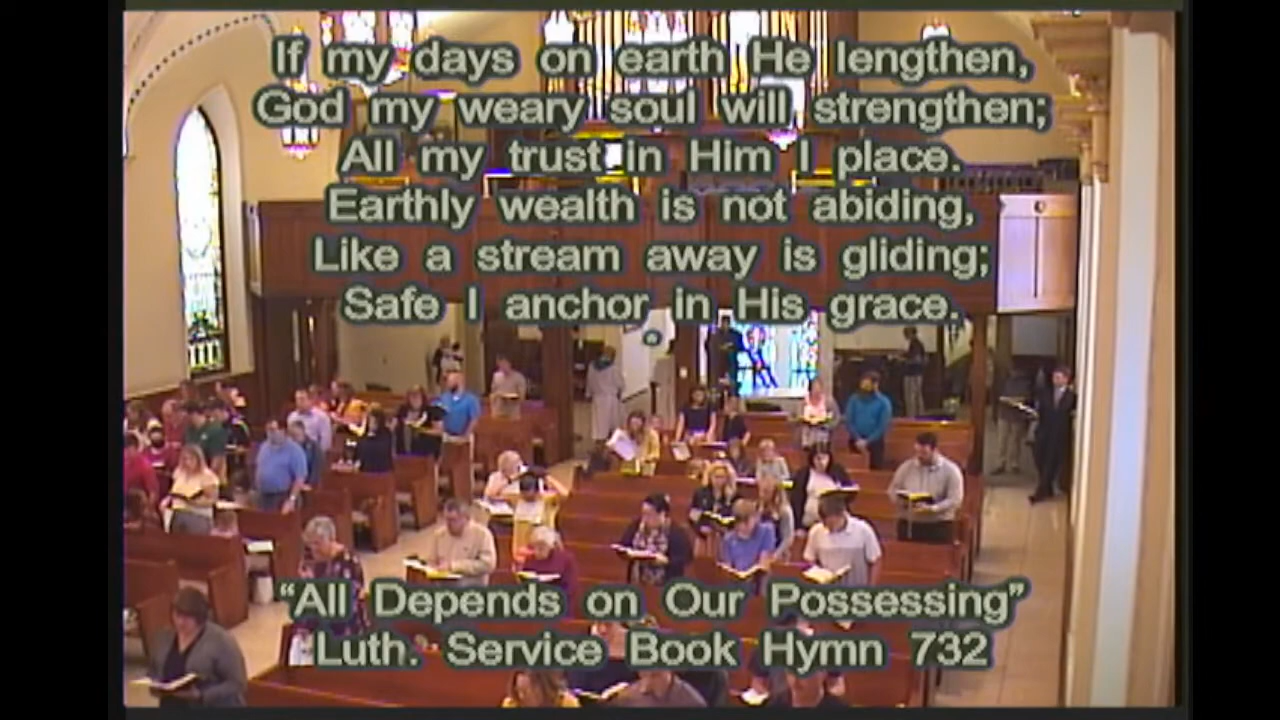 If my days on earth He lengthen,
God my weary soul will strengthen;
All my trust in Him I place.
Earthly wealth is not abiding,
Like a stream away is gliding;
Safe I anchor in His grace.
“All Depends on Our Possessing”
Luth. Service Book Hymn 732